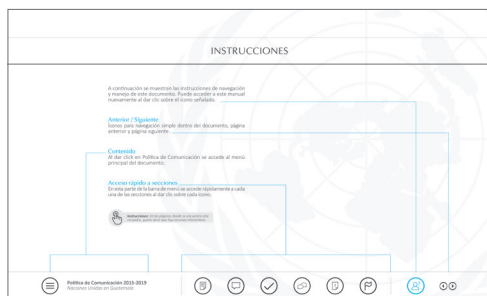 INSTRUCCIONES
A continuación se muestran las instrucciones de navegación
y manejo de este documento. Puede acceder a este manual
nuevamente al dar clic sobre el ícono señalado.
Anterior / Siguiente
Íconos para navegación simple dentro del documento, página
anterior y página siguiente.
Contenido
Al dar click en Política de Comunicación se accede al menú
principal del documento.
Acceso rápido a secciones
En esta parte de la barra de menú se accede rápidamente a cada
una de las secciones al dar clic sobre cada ícono.
Instrucciones:
Política de Comunicación 2015-2019
Naciones Unidas en Guatemala